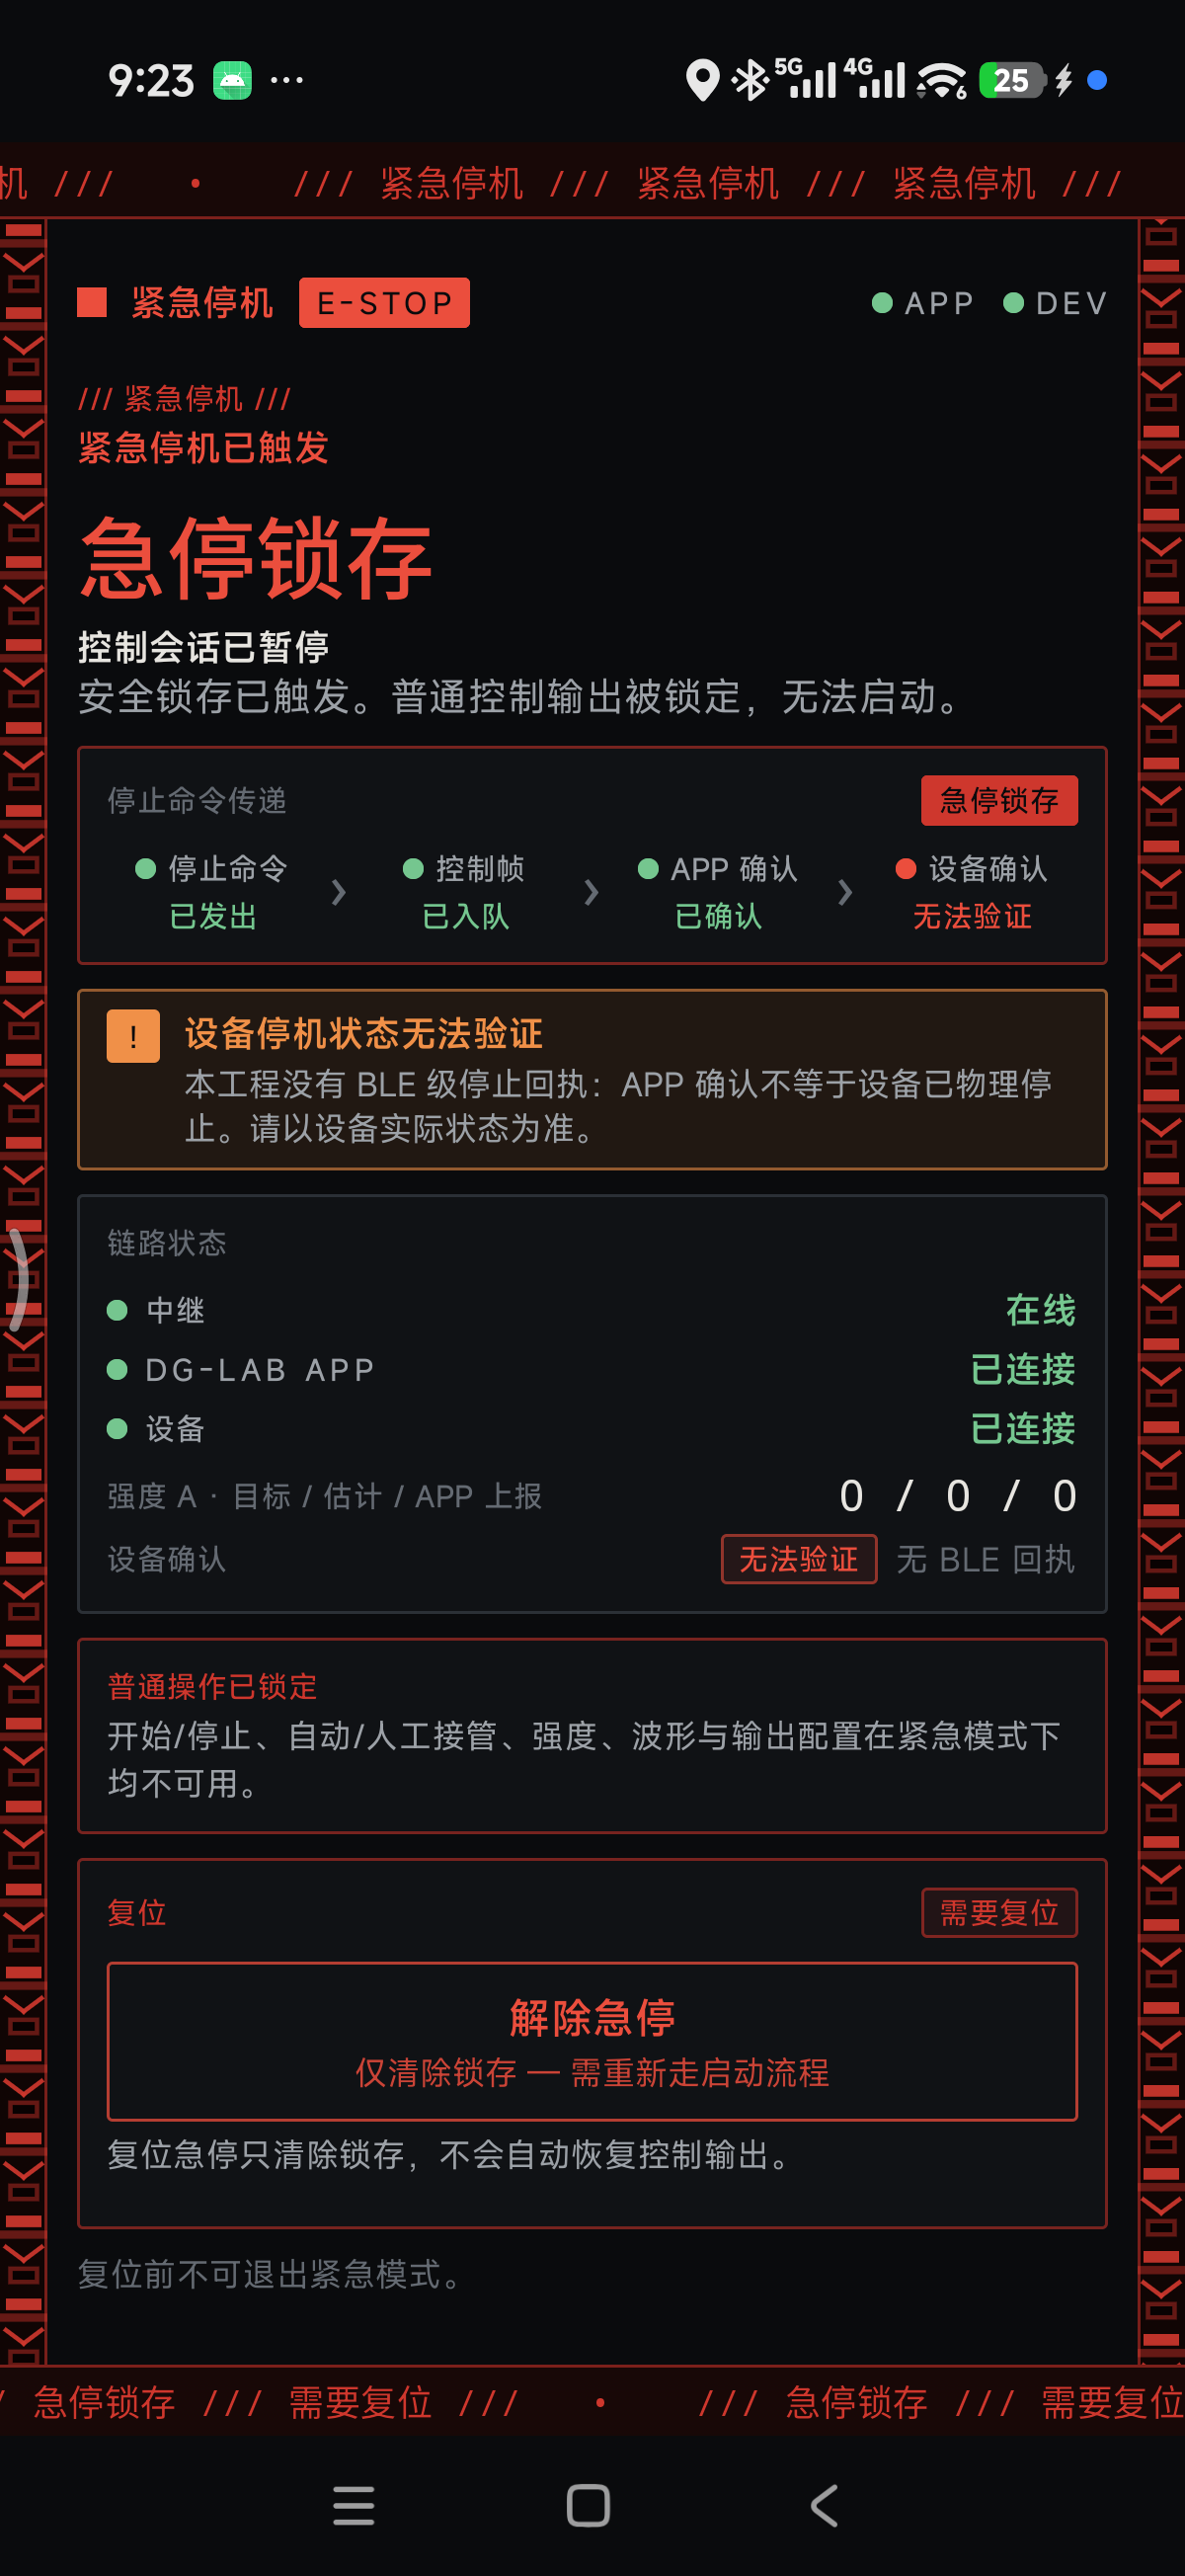 9:23 ... 5G 4G 6 25
机 /// • /// 紧急停机 /// 紧急停机 /// 紧急停机 ///
紧急停机 E-STOP APP DEV
/// 紧急停机 ///
紧急停机已触发
急停锁存
控制会话已暂停
安全锁存已触发。普通控制输出被锁定，无法启动。
停止命令传递 急停锁存
停止命令 › 控制帧 › APP 确认 › 设备确认
已发出 已入队 已确认 无法验证
! 设备停机状态无法验证
本工程没有 BLE 级停止回执：APP 确认不等于设备已物理停
止。请以设备实际状态为准。
链路状态
中继 在线
DG-LAB APP 已连接
设备 已连接
强度 A · 目标 / 估计 / APP 上报 0 / 0 / 0
设备确认 无法验证 无 BLE 回执
普通操作已锁定
开始/停止、自动/人工接管、强度、波形与输出配置在紧急模式下
均不可用。
复位 需要复位
解除急停
仅清除锁存 — 需重新走启动流程
复位急停只清除锁存，不会自动恢复控制输出。
复位前不可退出紧急模式。
/ 急停锁存 /// 需要复位 /// • /// 急停锁存 /// 需要复位